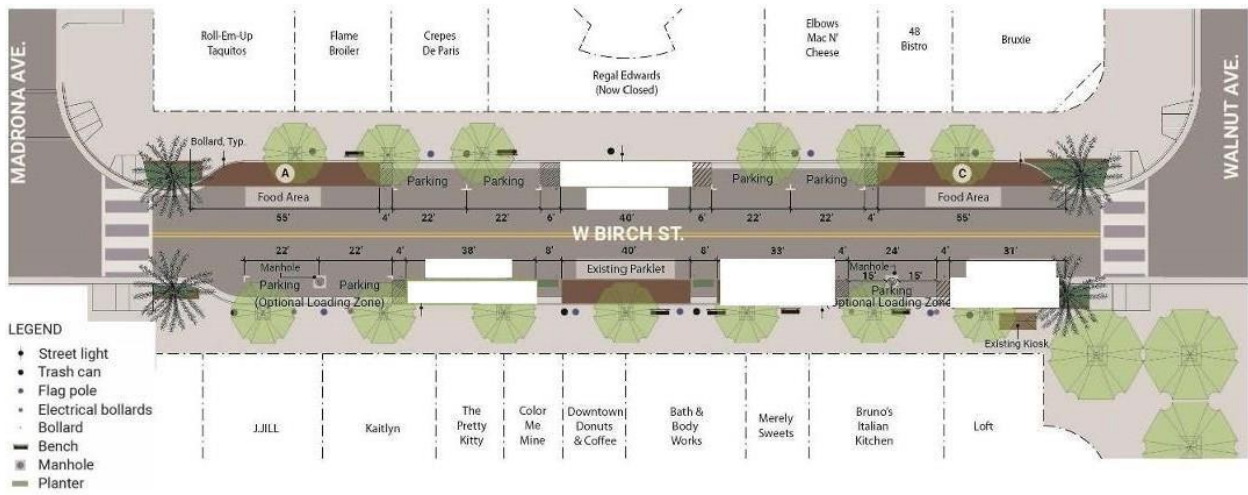 Roll-Em-Up
Taquitos
Flame
Broiler
Crepes
De Paris
Regal Edwards
(Now Closed)
Elbows
Mac N'
Cheese
48
Bistro
Bruxie
MADRONA AVE.
WALNUT AVE.
Bollard, Typ.
A
Parking
Parking
Parking
Parking
C
Food Area
Food Area
55'
4'
22'
22'
6'
40'
6'
22'
22'
4'
55'
W BIRCH ST.
22'
22'
4'
38'
8'
40'
6'
33'
4'
24'
4'
31'
Manhole
Existing Parklet
Manhole
15'
15'
Parking
Parking
Parking
(Optional Loading Zone)
Optional Loading Zone
Existing Kiosk
LEGEND
Street light
Trash can
Flag pole
Electrical bollards
Bollard
Bench
Manhole
Planter
J.JILL
Kaitlyn
The
Pretty
Kitty
Color
Me
Mine
Downtown
Donuts
& Coffee
Bath &
Body
Works
Merely
Sweets
Bruno's
Italian
Kitchen
Loft